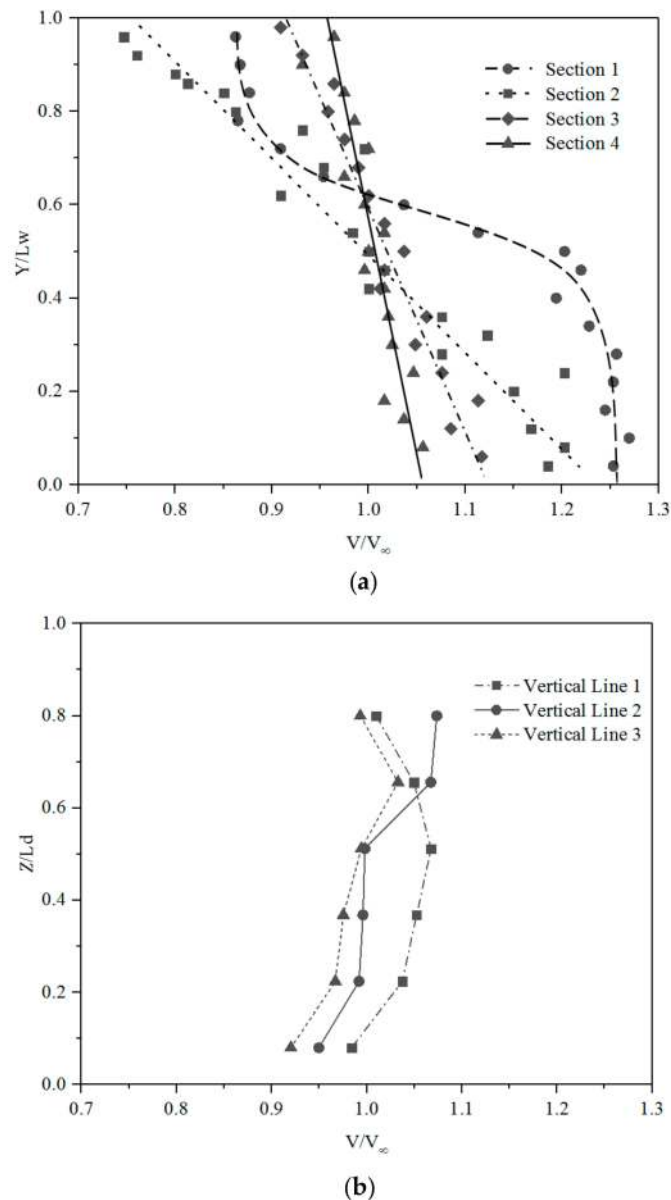 1.0
0.8
0.6
0.4
0.2
0.0
Y/Lw
0.7 0.8 0.9 1.0 1.1 1.2 1.3
V/V∞
Section 1
Section 2
Section 3
Section 4
(a)
1.0
0.8
0.6
0.4
0.2
0.0
Z/Ld
0.7 0.8 0.9 1.0 1.1 1.2 1.3
V/V∞
Vertical Line 1
Vertical Line 2
Vertical Line 3
(b)